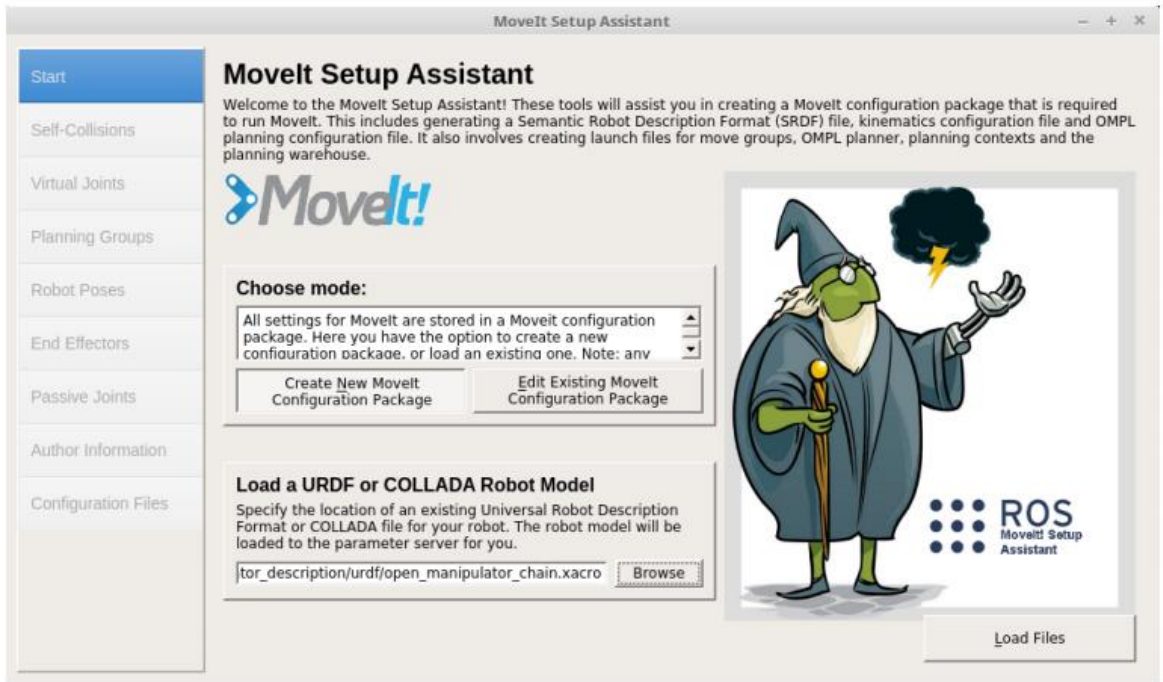 MoveIt Setup Assistant
Start
Self-Collisions
Virtual Joints
Planning Groups
Robot Poses
End Effectors
Passive Joints
Author Information
Configuration Files
MoveIt Setup Assistant
Welcome to the MoveIt Setup Assistant! These tools will assist you in creating a MoveIt configuration package that is required
to run MoveIt. This includes generating a Semantic Robot Description Format (SRDF) file, kinematics configuration file and OMPL
planning configuration file. It also involves creating launch files for move groups, OMPL planner, planning contexts and the
planning warehouse.
MoveIt!
Choose mode:
All settings for MoveIt are stored in a Moveit configuration
package. Here you have the option to create a new
configuration package, or load an existing one. Note: any
Create New MoveIt
Configuration Package
Edit Existing MoveIt
Configuration Package
Load a URDF or COLLADA Robot Model
Specify the location of an existing Universal Robot Description
Format or COLLADA file for your robot. The robot model will be
loaded to the parameter server for you.
tor_description/urdf/open_manipulator_chain.xacro
Browse
ROS
MoveIt! Setup
Assistant
Load Files